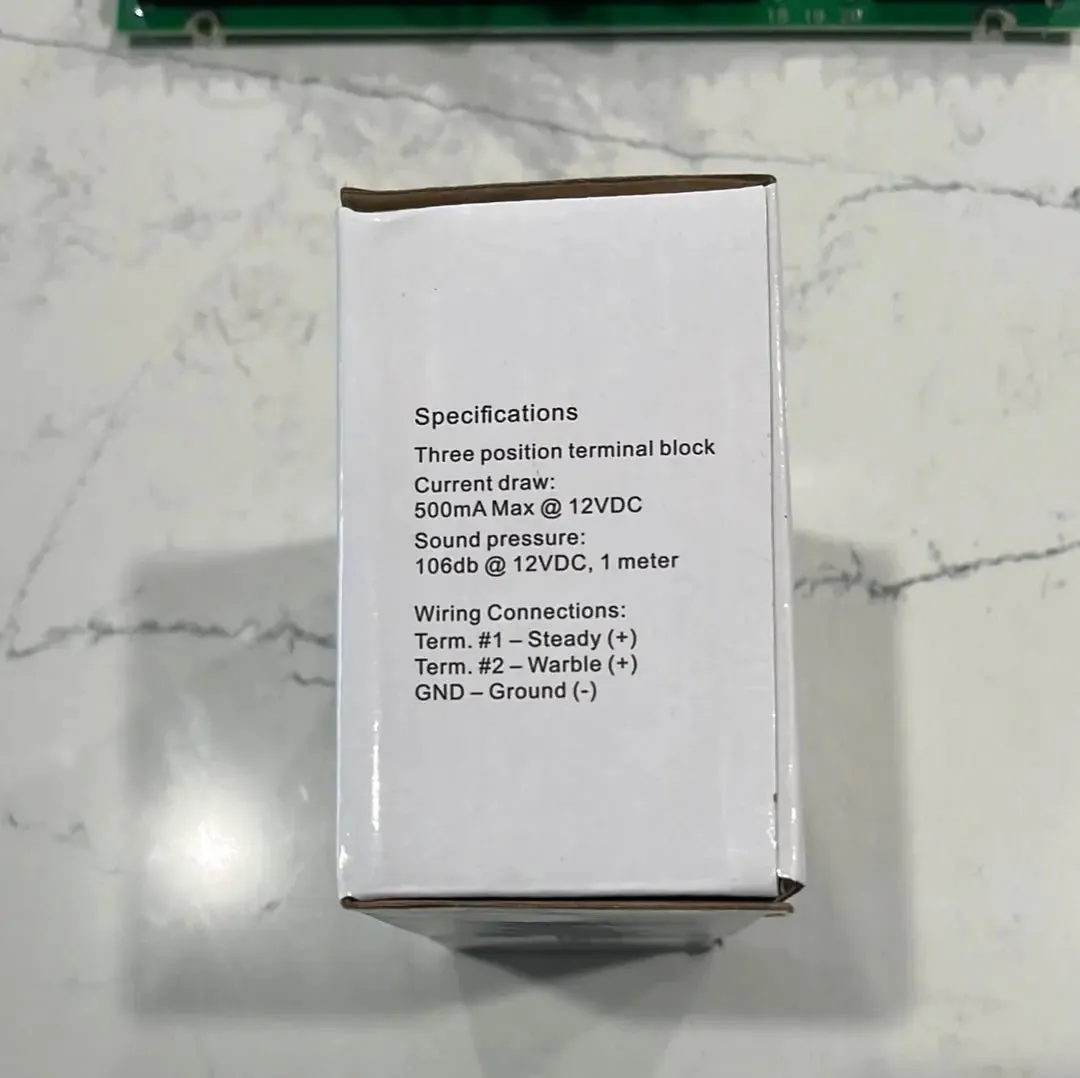 Specifications
Three position terminal block
Current draw:
500mA Max @ 12VDC
Sound pressure:
106db @ 12VDC, 1 meter
Wiring Connections:
Term. #1 – Steady (+)
Term. #2 – Warble (+)
GND – Ground (-)